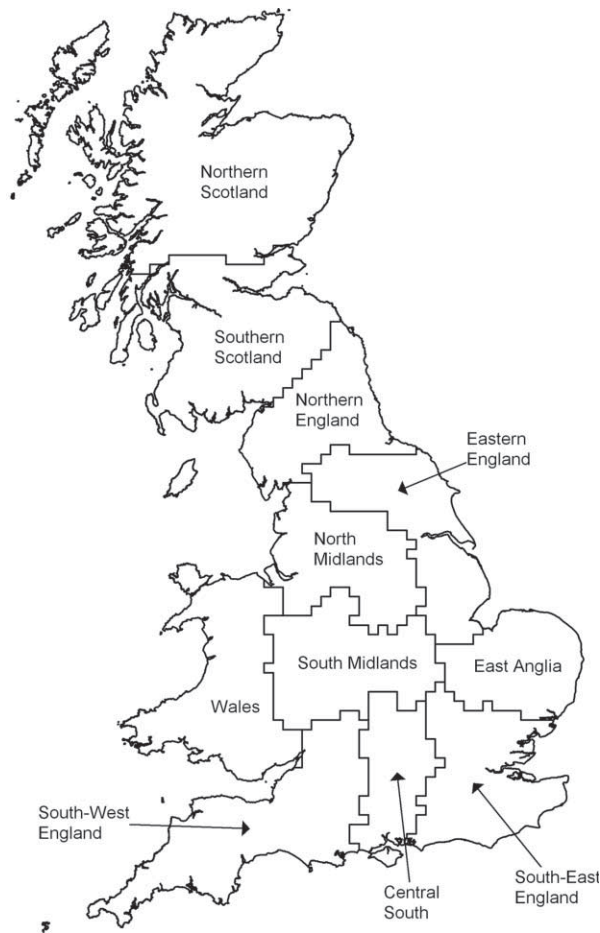 Northern
Scotland
Southern
Scotland
Northern
England
Eastern
England
North
Midlands
South Midlands
East Anglia
Wales
South-West
England
Central
South
South-East
England